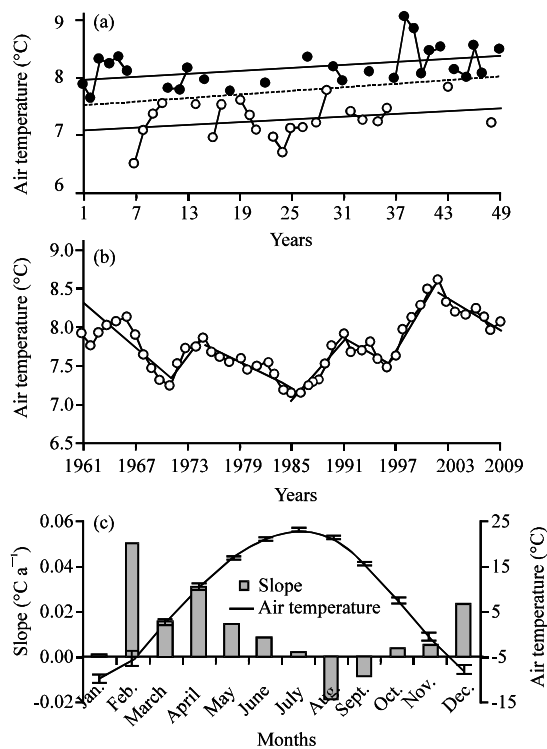 (a)
Air temperature (°C)
9
8
7
6
1 7 13 19 25 31 37 43 49
Years
(b)
Air temperature (°C)
9.0
8.5
8.0
7.5
7.0
6.5
1961 1967 1973 1979 1985 1991 1997 2003 2009
Years
(c)
Slope (°C a⁻¹)
0.06
0.04
0.02
0.00
-0.02
Slope
Air temperature
25
15
5
-5
-15
Air temperature (°C)
Jan. Feb. March April May June July Aug. Sept. Oct. Nov. Dec.
Months